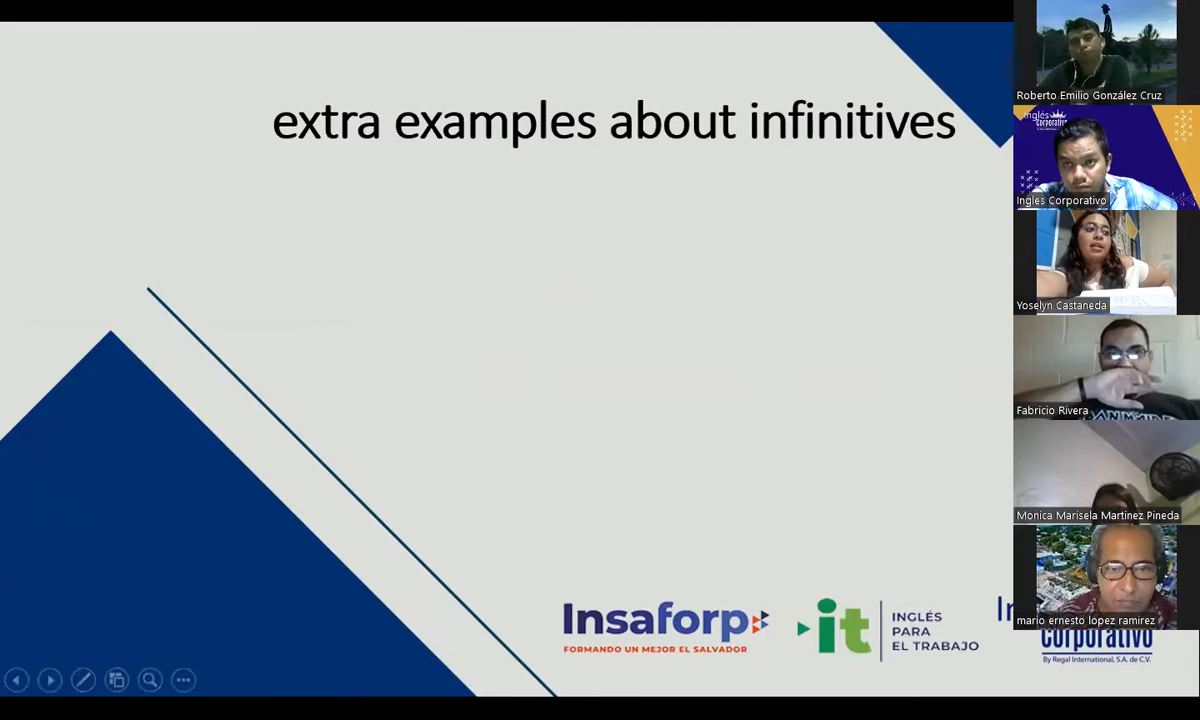 extra examples about infinitives
Insaforp
FORMANDO UN MEJOR EL SALVADOR
it
INGLÉS
PARA
EL TRABAJO
corporativo
By Regal International, S.A. de C.V.
Roberto Emilio González Cruz
Inglés
corporativo
Ingles Corporativo
Yoselyn Castaneda
Fabricio Rivera
Monica Marisela Martinez Pineda
mario ernesto lopez ramirez